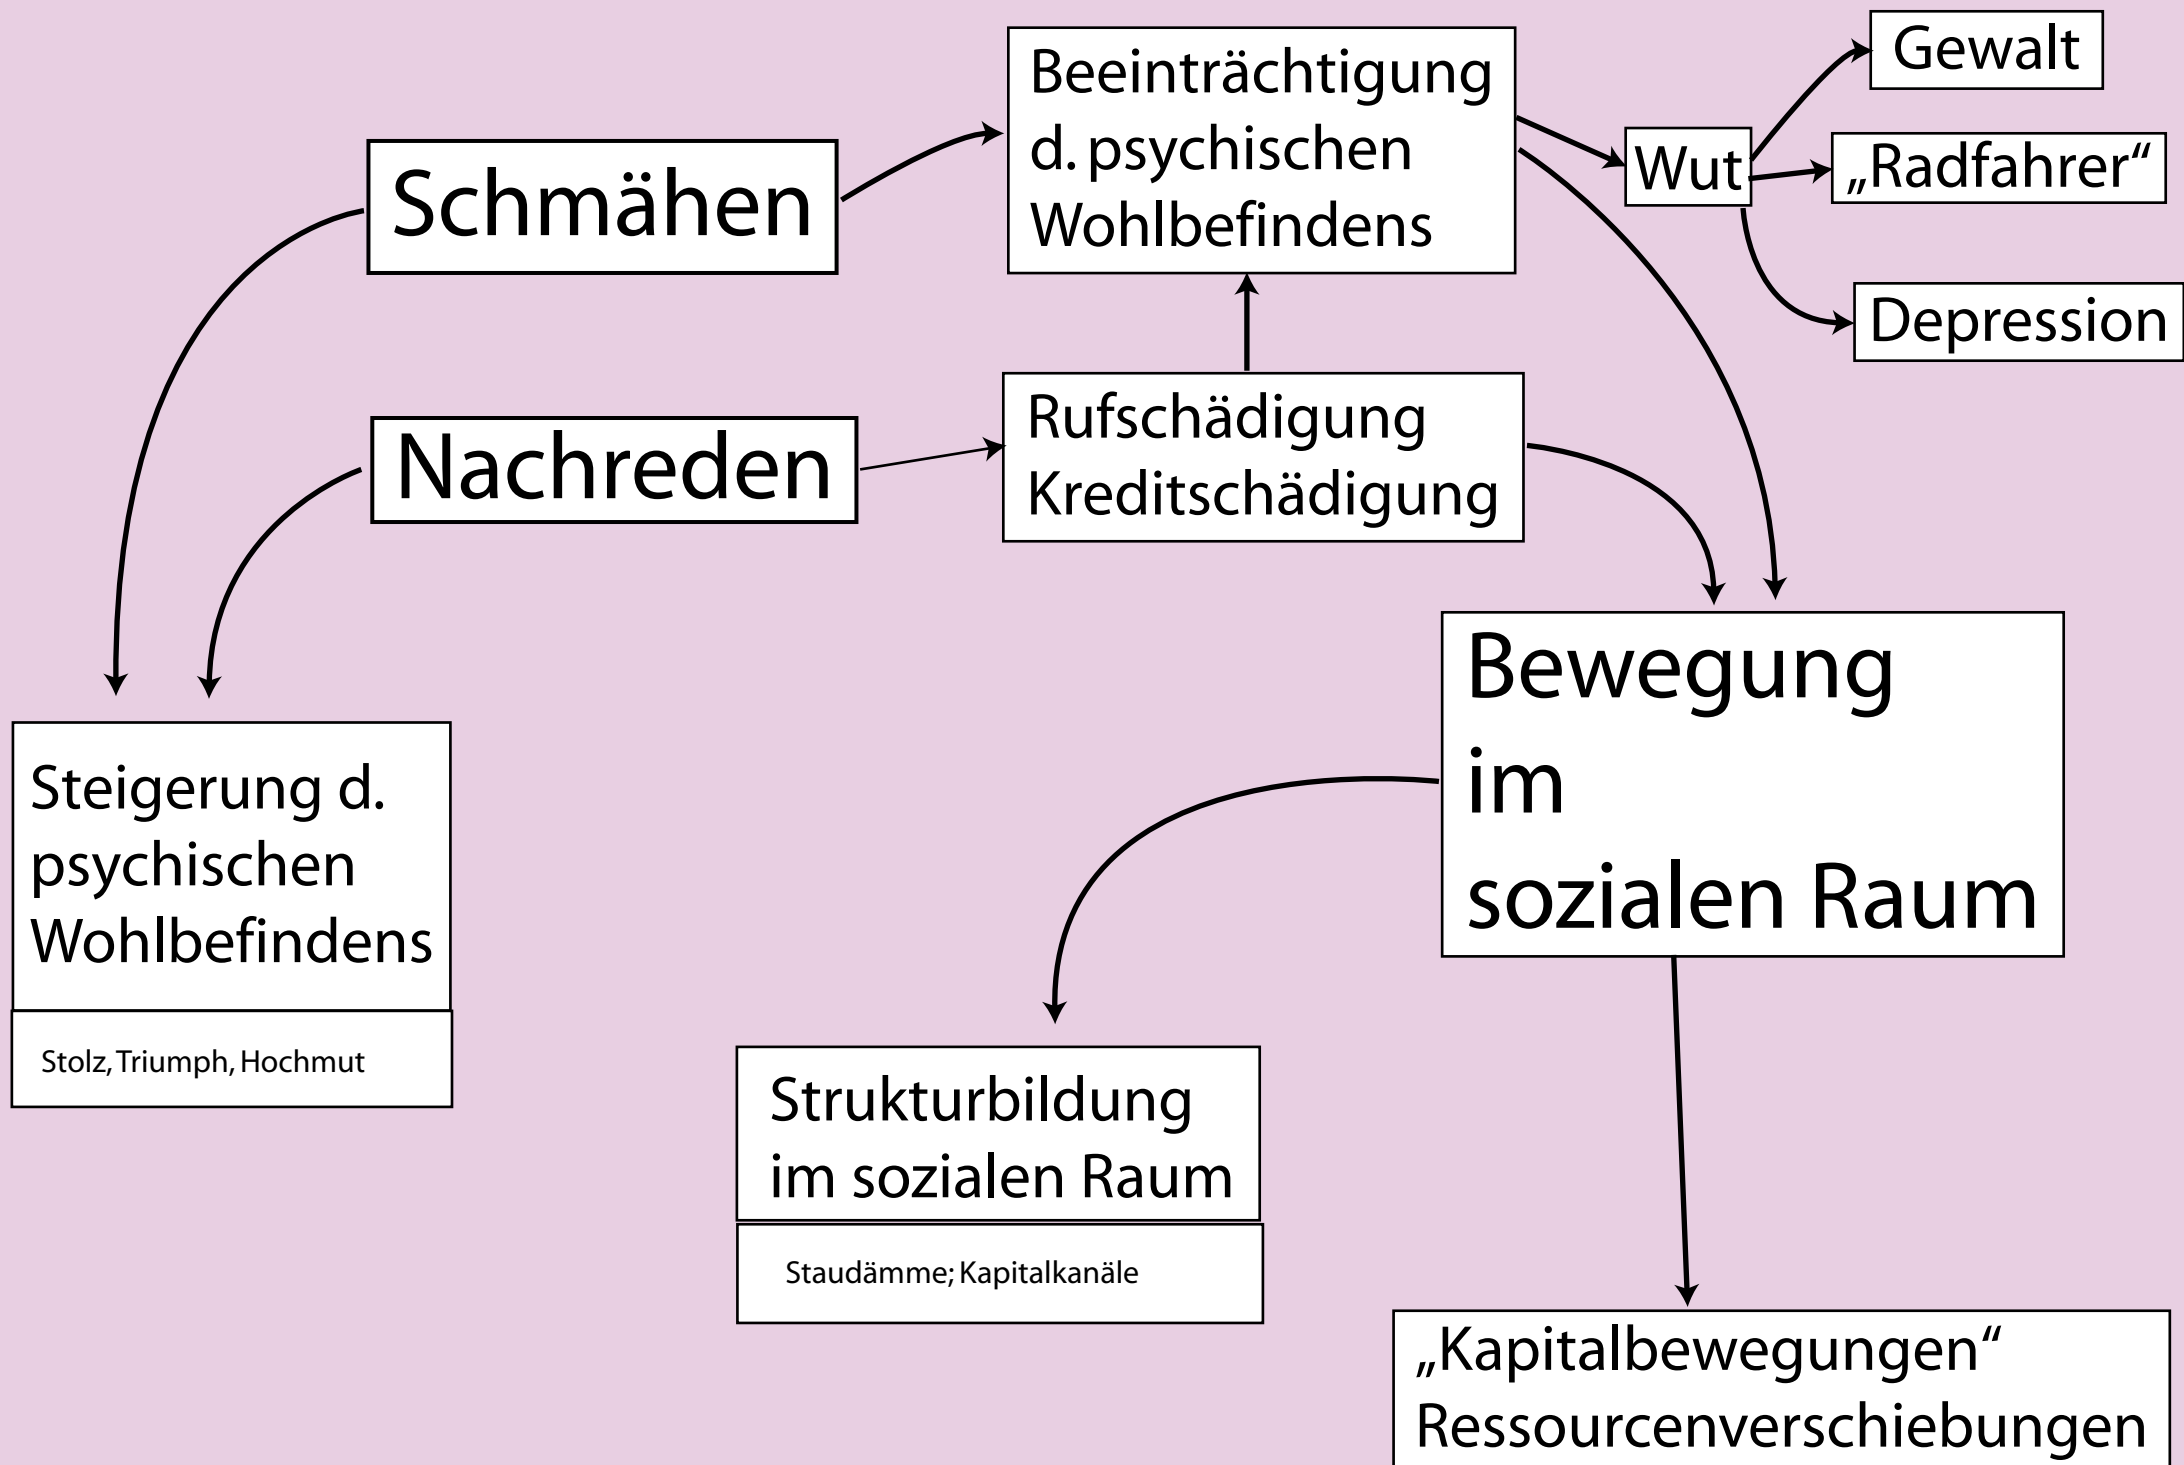 Schmähen
Beeinträchtigung
d. psychischen
Wohlbefindens
Wut
Gewalt
„Radfahrer“
Depression
Nachreden
Rufschädigung
Kreditschädigung
Steigerung d.
psychischen
Wohlbefindens
Stolz, Triumph, Hochmut
Bewegung
im
sozialen Raum
Strukturbildung
im sozialen Raum
Staudämme; Kapitalkanäle
„Kapitalbewegungen“
Ressourcenverschiebungen